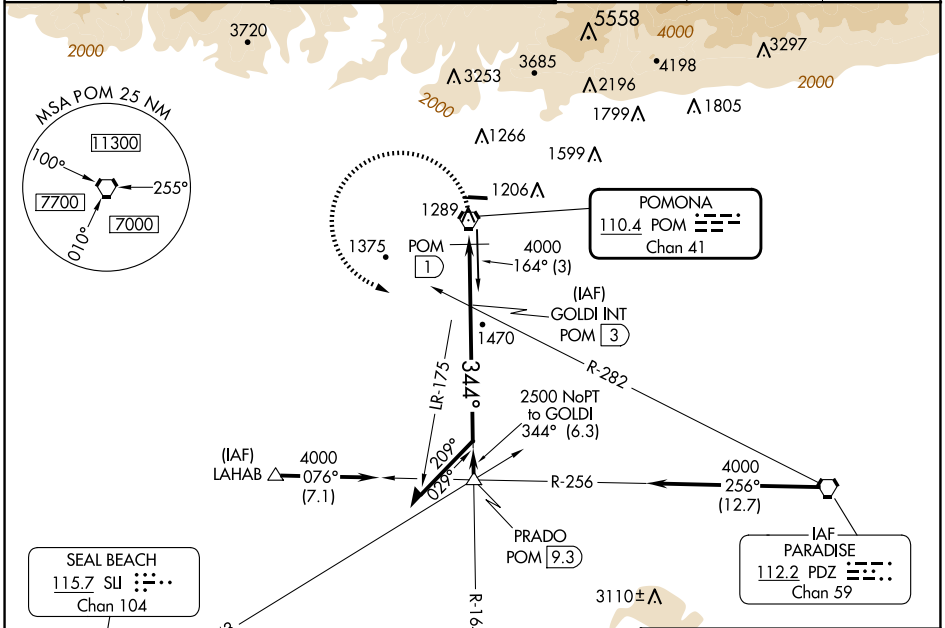 5558
3720
4000
2000
3297
3685
4198
3253
2196
2000
2000
1799
1805
MSA POM 25 NM
1266
11300
1599
100°
255°
1206
7700
7000
010°
1289
POMONA
110.4 POM
Chan 41
1375
POM
1
4000
164° (3)
(IAF)
GOLDI INT
POM 3
1470
LR-175
344°
R-282
2500 NoPT
to GOLDI
344° (6.3)
209°
029°
(IAF)
LAHAB
4000
076°
(7.1)
R-256
4000
256°
(12.7)
PRADO
POM 9.3
IAF
PARADISE
112.2 PDZ
Chan 59
SEAL BEACH
115.7 SLI
Chan 104
3110±